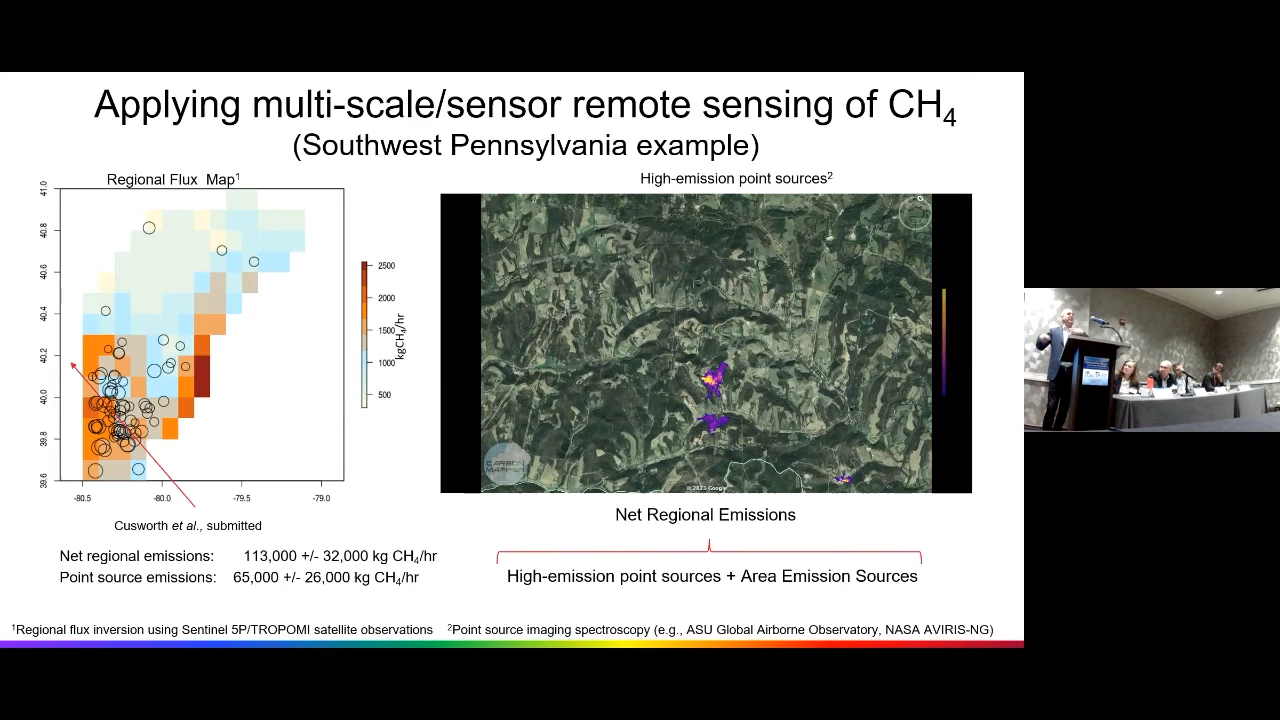 Applying multi-scale/sensor remote sensing of CH4
(Southwest Pennsylvania example)
Regional Flux Map1
High-emission point sources2
41.0
40.8
40.6
40.4
40.2
40.0
39.8
39.6
-80.5
-80.0
-79.5
-79.0
2500
2000
1500
1000
500
kgCH4/hr
CARBON
MAPPER
© 2021 Google
Cusworth et al., submitted
Net regional emissions: 113,000 +/- 32,000 kg CH4/hr
Point source emissions: 65,000 +/- 26,000 kg CH4/hr
Net Regional Emissions
High-emission point sources + Area Emission Sources
1Regional flux inversion using Sentinel 5P/TROPOMI satellite observations
2Point source imaging spectroscopy (e.g., ASU Global Airborne Observatory, NASA AVIRIS-NG)